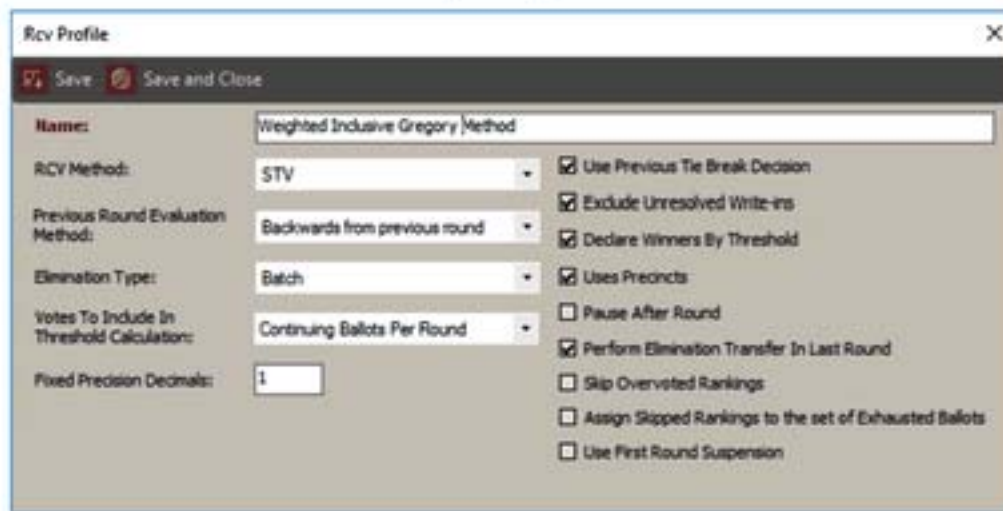 Rcv Profile
Save Save and Close
Name: Weighted Inclusive Gregory Method
RCV Method: STV
Previous Round Evaluation
Method: Backwards from previous round
Elimination Type: Batch
Votes To Include In
Threshold Calculation: Continuing Ballots Per Round
Fixed Precision Decimals: 1
Use Previous Tie Break Decision
Exclude Unresolved Write-ins
Declare Winners By Threshold
Uses Precincts
Pause After Round
Perform Elimination Transfer In Last Round
Skip Overvoted Rankings
Assign Skipped Rankings to the set of Exhausted Ballots
Use First Round Suspension